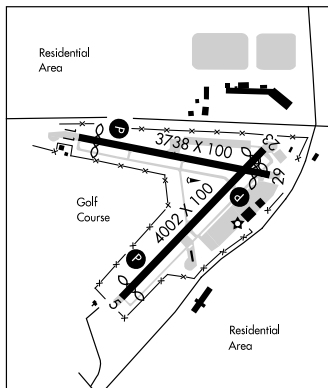 Residential
Area
P
11
3738 X 100
23
29
Golf
Course
4002 X 100
P
P
5
Residential
Area